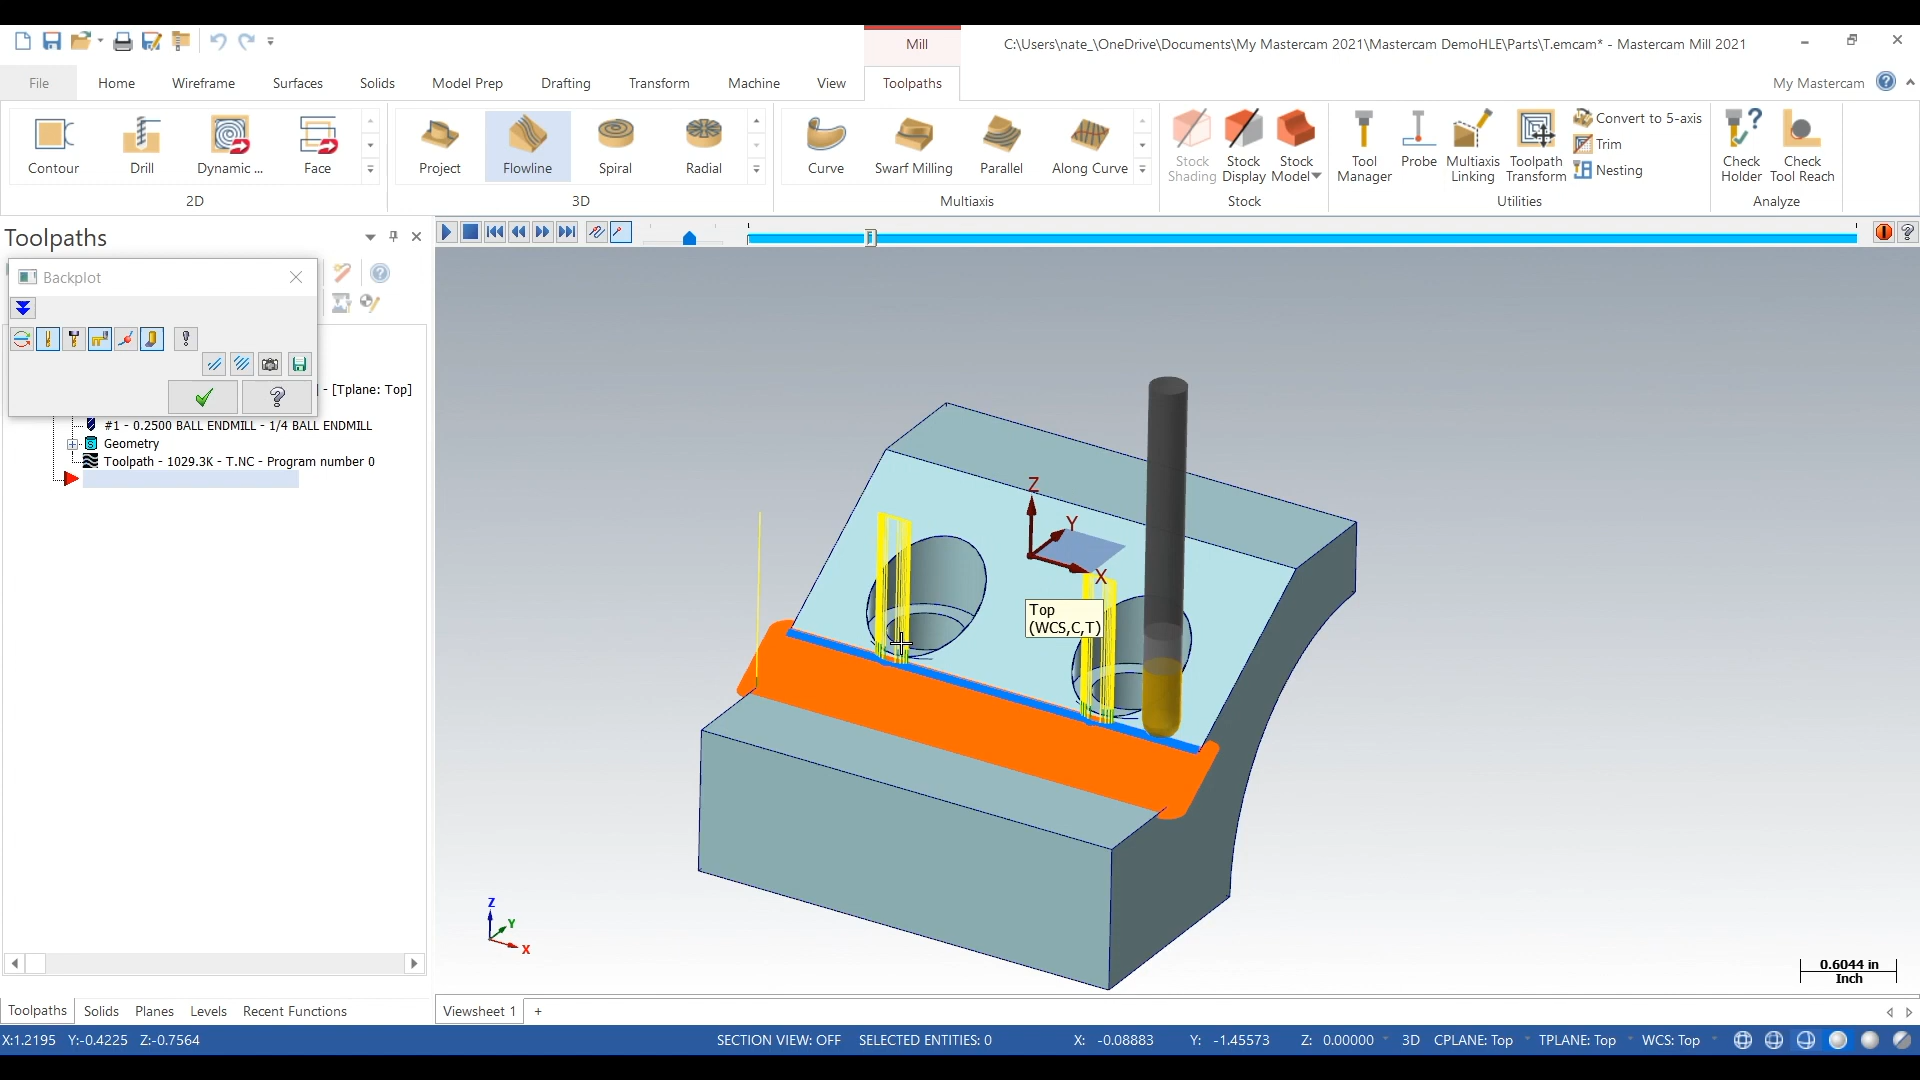 Mill
C:\Users\nate_\OneDrive\Documents\My Mastercam 2021\Mastercam DemoHLE\Parts\T.emcam* - Mastercam Mill 2021
File Home Wireframe Surfaces Solids Model Prep Drafting Transform Machine View Toolpaths My Mastercam
Contour Drill Dynamic ... Face
2D
Project Flowline Spiral Radial
3D
Curve Swarf Milling Parallel Along Curve
Multiaxis
Stock Shading
Stock Display
Stock Model
Stock
Tool Manager
Probe
Multiaxis Linking
Toolpath Transform
Convert to 5-axis
Trim
Nesting
Utilities
Check Holder
Check Tool Reach
Analyze
Toolpaths
Backplot
- [Tplane: Top]
#1 - 0.2500 BALL ENDMILL - 1/4 BALL ENDMILL
Geometry
Toolpath - 1029.3K - T.NC - Program number 0
Z
Y
X
Top
(WCS,C,T)
Z
Y
X
0.6044 in
Inch
Toolpaths Solids Planes Levels Recent Functions
Viewsheet 1 +
X:1.2195 Y:-0.4225 Z:-0.7564 SECTION VIEW: OFF SELECTED ENTITIES: 0 X: -0.08883 Y: -1.45573 Z: 0.00000 3D CPLANE: Top TPLANE: Top WCS: Top